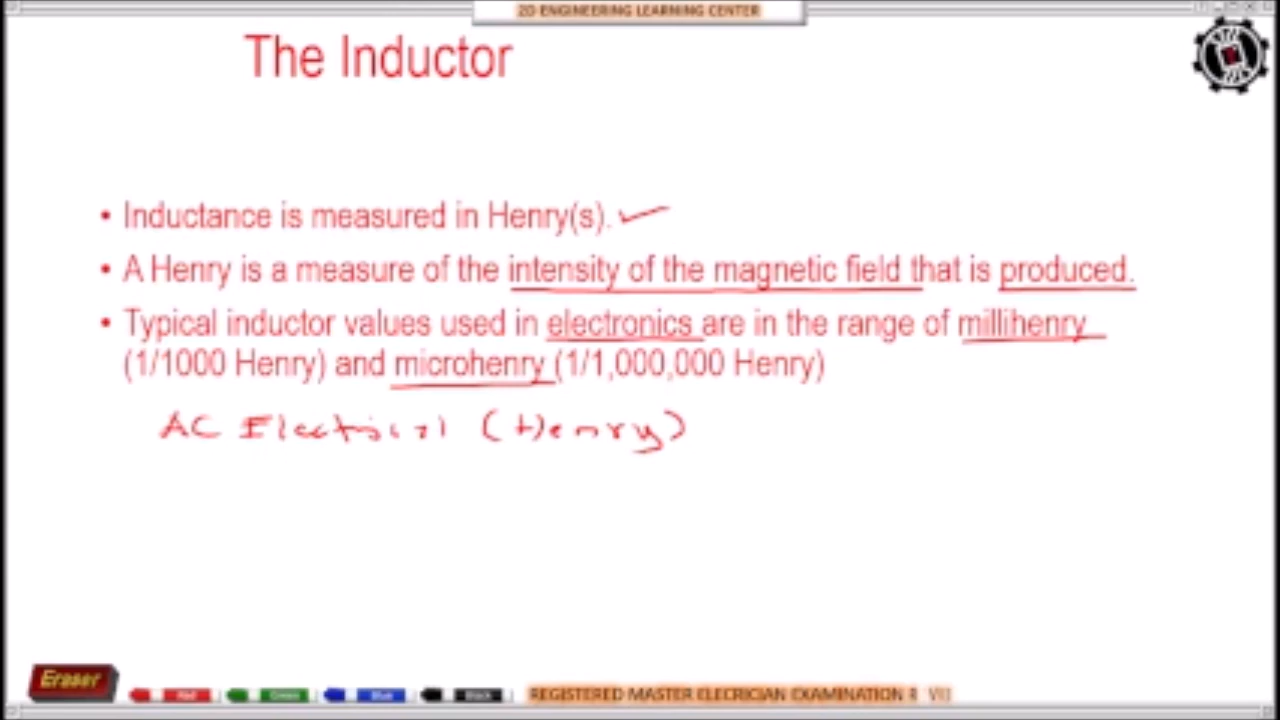 2D ENGINEERING LEARNING CENTER
The Inductor
• Inductance is measured in Henry(s).
• A Henry is a measure of the intensity of the magnetic field that is produced.
• Typical inductor values used in electronics are in the range of millihenry
(1/1000 Henry) and microhenry (1/1,000,000 Henry)
AC Electrical (Henry)
Eraser Red Green Blue Black REGISTERED MASTER ELECRICIAN EXAMINATION R